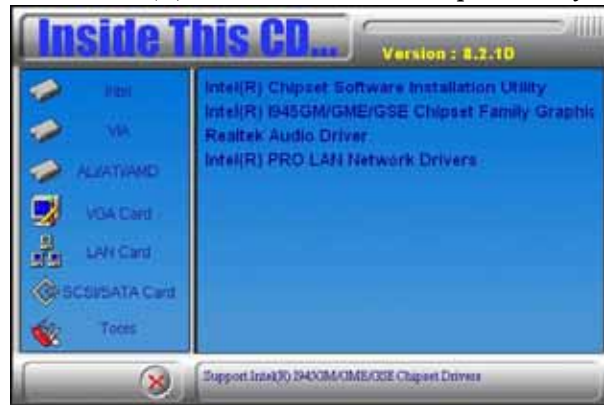 Inside This CD...
Version : 8.2.1D
Intel
VIA
ALI/ATI/AMD
VGA Card
LAN Card
SCSI/SATA Card
Tools
Intel(R) Chipset Software Installation Utility
Intel(R) I945GM/GME/GSE Chipset Family Graphic
Realtek Audio Driver
Intel(R) PRO LAN Network Drivers
Support Intel(R) I945GM/GME/GSE Chipset Drivers